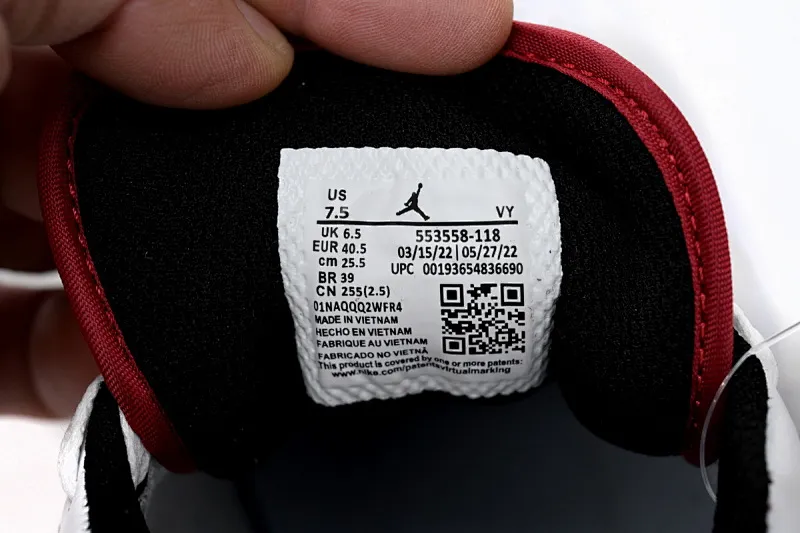 US
7.5 VY
UK 6.5
EUR 40.5
cm 25.5
BR 39
CN 255(2.5)
553558-118
03/15/22 | 05/27/22
UPC 00193654836690
01NAQQQ2WFR4
MADE IN VIETNAM
HECHO EN VIETNAM
FABRIQUE AU VIETNAM
FABRICADO NO VIETNÃ
This product is covered by one or more patents:
www.nike.com/patentsvirtualmarking